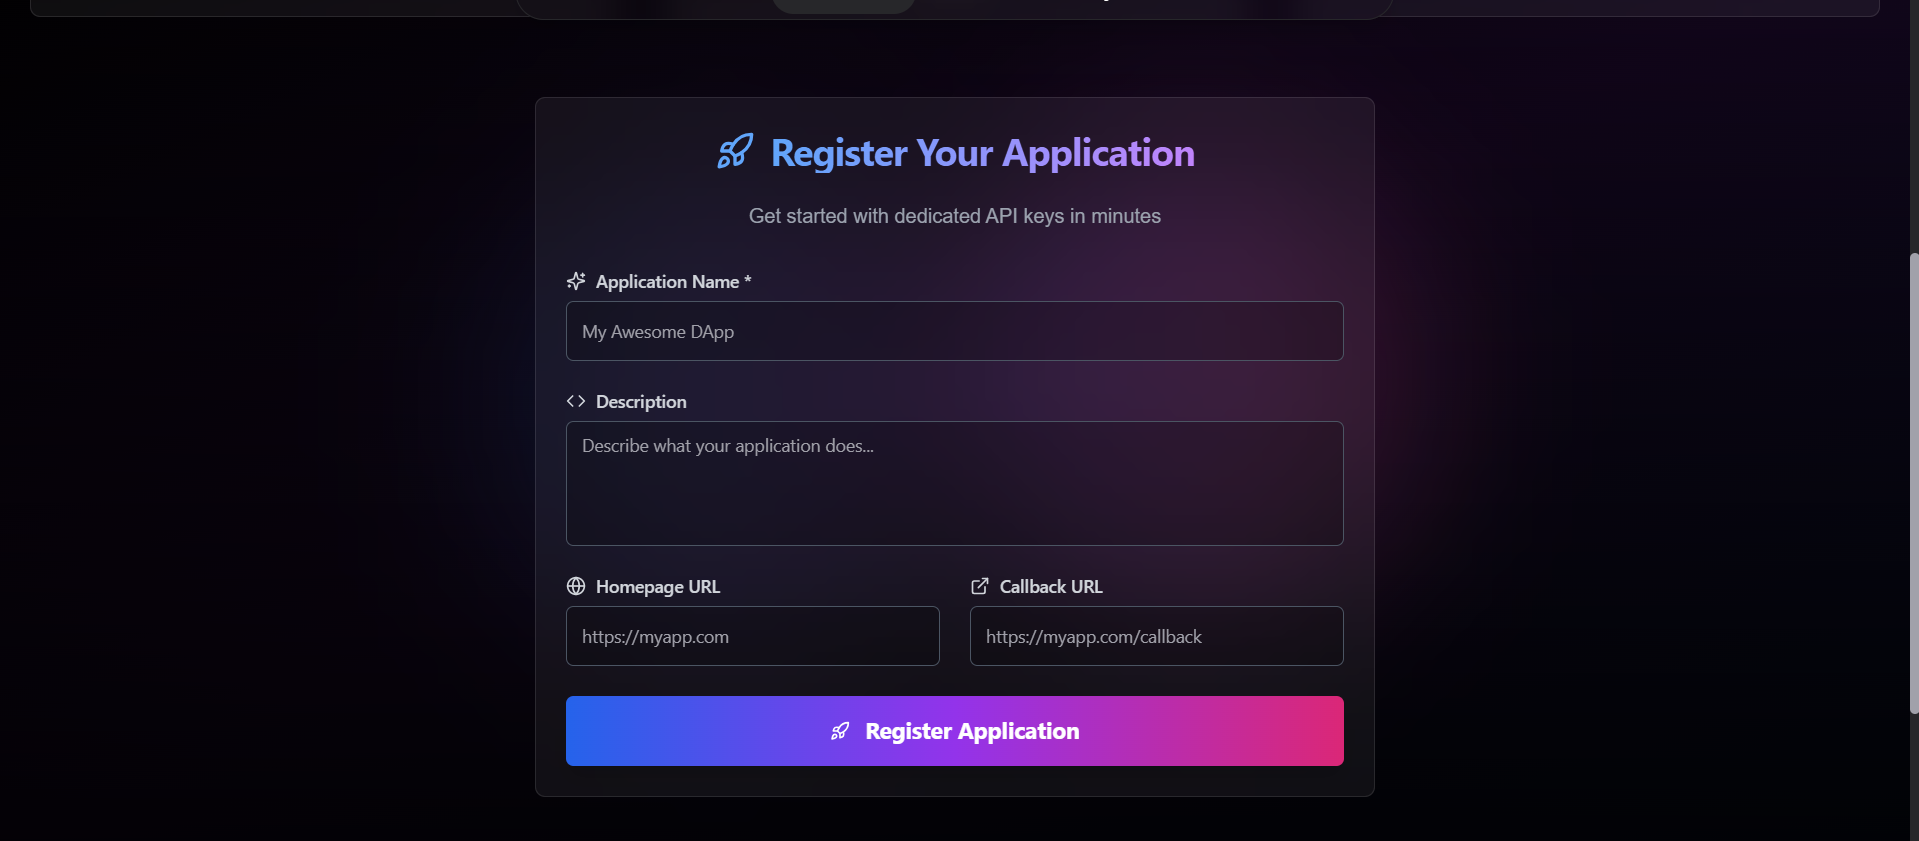 Register Your Application
Get started with dedicated API keys in minutes
Application Name *
My Awesome DApp
Description
Describe what your application does...
Homepage URL
https://myapp.com
Callback URL
https://myapp.com/callback
Register Application